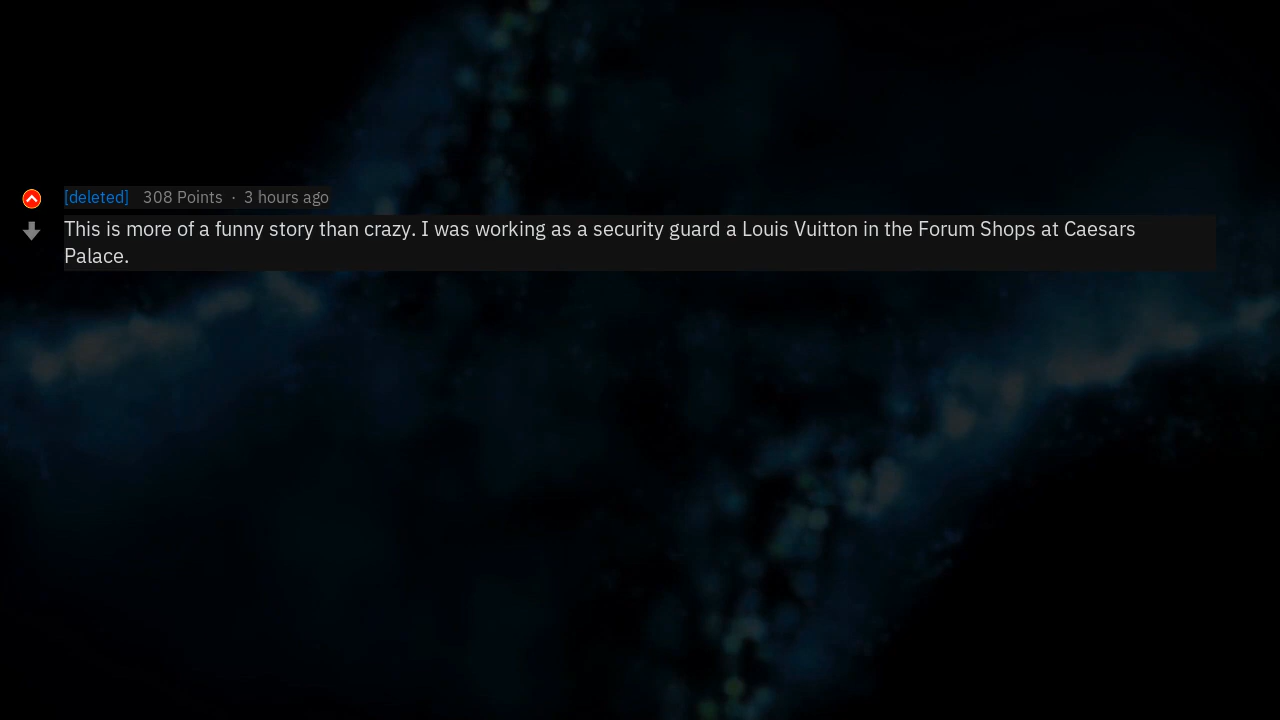 [deleted] 308 Points · 3 hours ago
This is more of a funny story than crazy. I was working as a security guard a Louis Vuitton in the Forum Shops at Caesars
Palace.